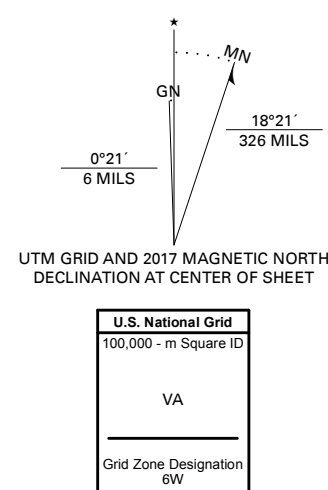 ★
MN
GN
18°21´
326 MILS
0°21´
6 MILS
UTM GRID AND 2017 MAGNETIC NORTH
DECLINATION AT CENTER OF SHEET
U.S. National Grid
100,000 - m Square ID
VA
Grid Zone Designation
6W